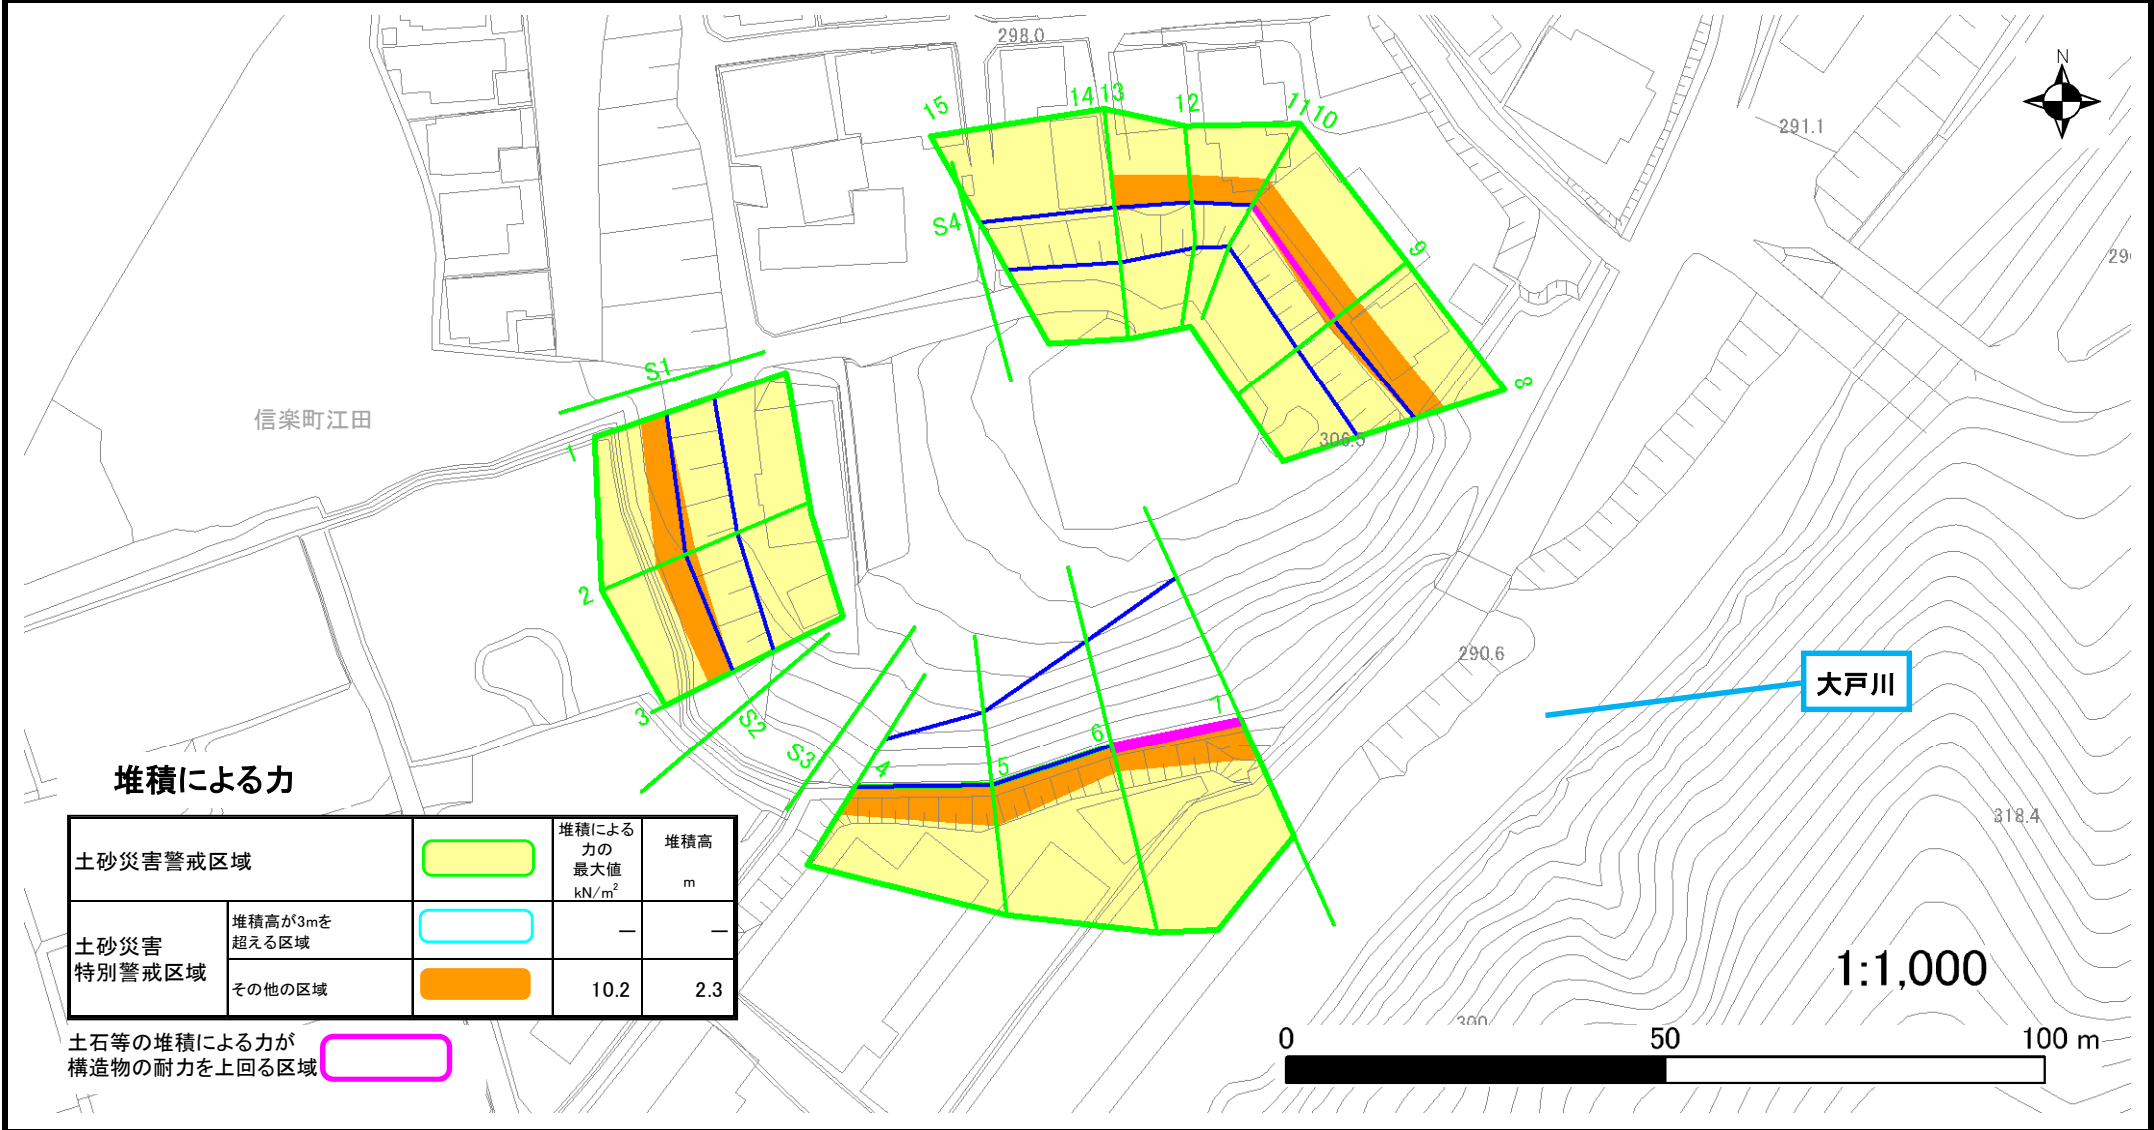 298.0
N
15
14
13
12
11
10
291.1
S4
9
29
S1
8
信楽町江田
306.5
1
2
290.6
大戸川
3
S2
S3
4
5
6
7
318.4
堆積による力
堆積による
力の
最大値
kN/m²
堆積高
m
土砂災害警戒区域
土砂災害
特別警戒区域
堆積高が3mを
超える区域
—
—
その他の区域
10.2
2.3
土石等の堆積による力が
構造物の耐力を上回る区域
1:1,000
300
0
50
100 m